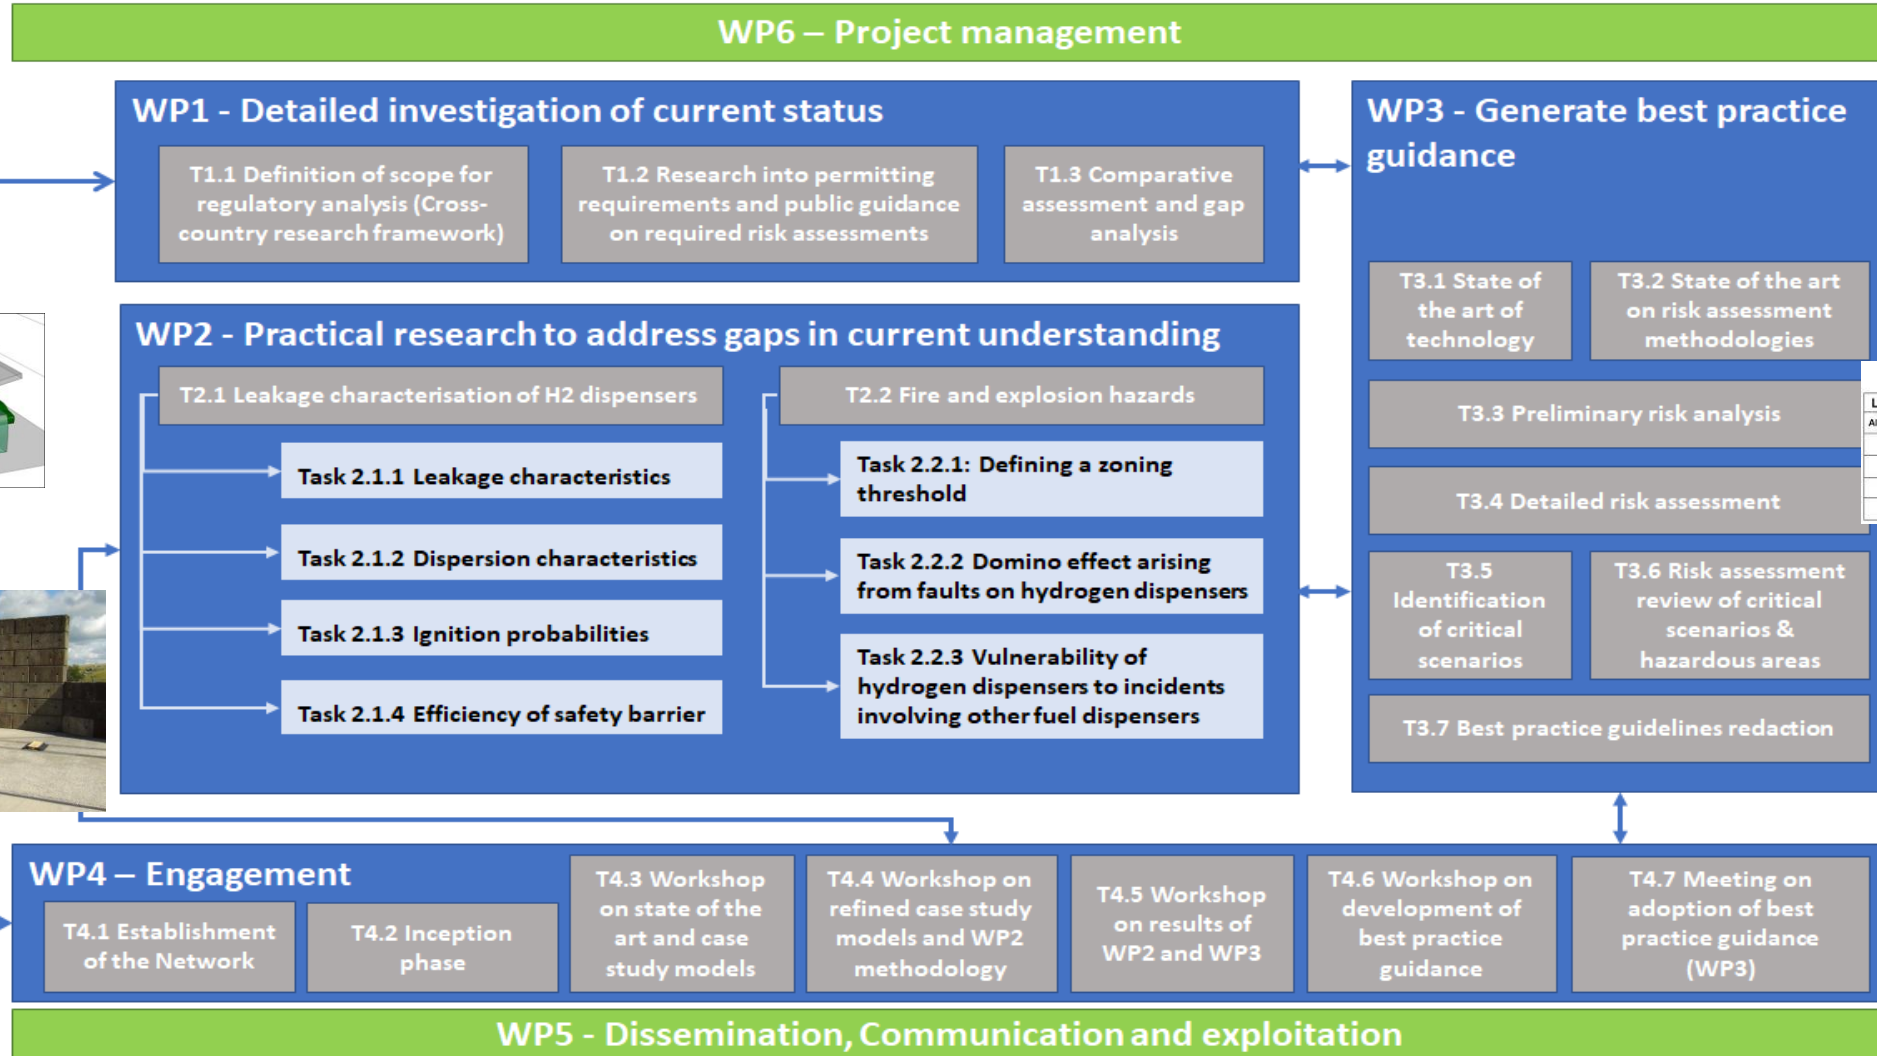 WP6 – Project management
WP1 - Detailed investigation of current status
T1.1 Definition of scope for
regulatory analysis (Cross-
country research framework)
T1.2 Research into permitting
requirements and public guidance
on required risk assessments
T1.3 Comparative
assessment and gap
analysis
WP2 - Practical research to address gaps in current understanding
T2.1 Leakage characterisation of H2 dispensers
Task 2.1.1 Leakage characteristics
Task 2.1.2 Dispersion characteristics
Task 2.1.3 Ignition probabilities
Task 2.1.4 Efficiency of safety barrier
T2.2 Fire and explosion hazards
Task 2.2.1: Defining a zoning
threshold
Task 2.2.2 Domino effect arising
from faults on hydrogen dispensers
Task 2.2.3 Vulnerability of
hydrogen dispensers to incidents
involving other fuel dispensers
WP3 - Generate best practice
guidance
T3.1 State of
the art of
technology
T3.2 State of the art
on risk assessment
methodologies
T3.3 Preliminary risk analysis
T3.4 Detailed risk assessment
T3.5
Identification
of critical
scenarios
T3.6 Risk assessment
review of critical
scenarios &
hazardous areas
T3.7 Best practice guidelines redaction
WP4 – Engagement
T4.1 Establishment
of the Network
T4.2 Inception
phase
T4.3 Workshop
on state of the
art and case
study models
T4.4 Workshop on
refined case study
models and WP2
methodology
T4.5 Workshop
on results of
WP2 and WP3
T4.6 Workshop on
development of
best practice
guidance
T4.7 Meeting on
adoption of best
practice guidance
(WP3)
WP5 - Dissemination, Communication and exploitation